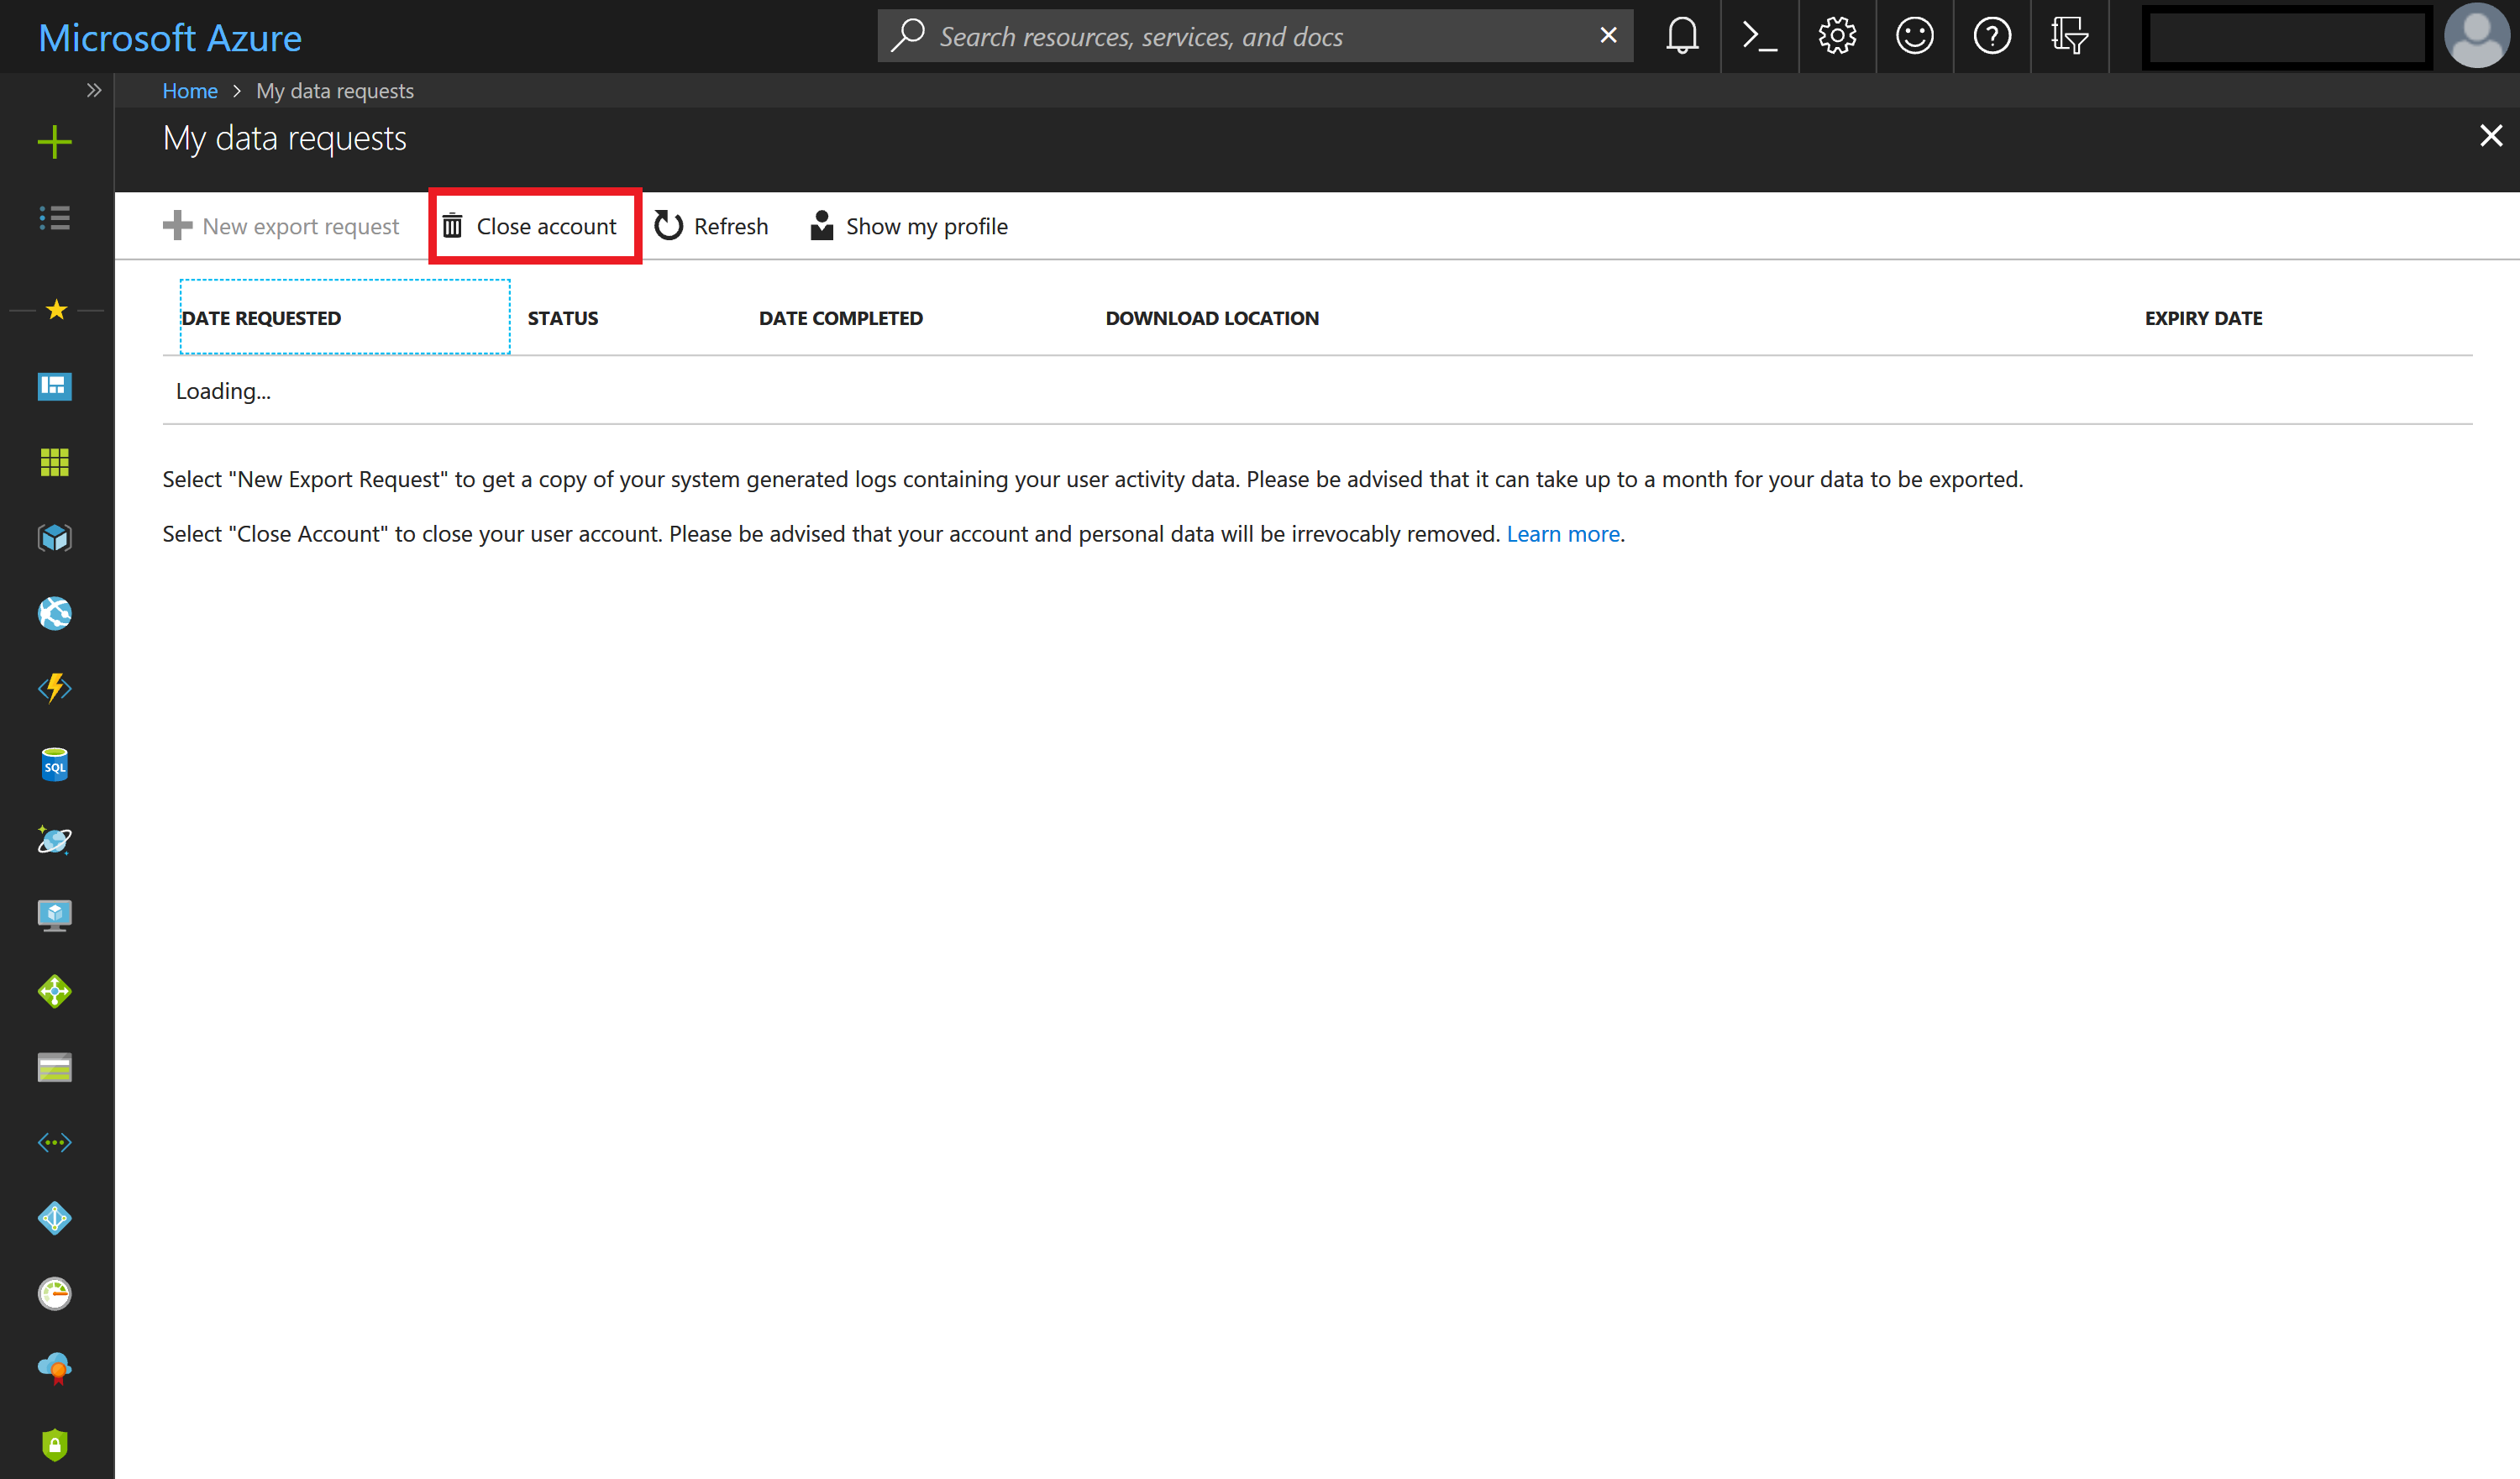 Microsoft Azure
Search resources, services, and docs
Home > My data requests
My data requests
New export request
Close account
Refresh
Show my profile
DATE REQUESTED
STATUS
DATE COMPLETED
DOWNLOAD LOCATION
EXPIRY DATE
Loading...
Select "New Export Request" to get a copy of your system generated logs containing your user activity data. Please be advised that it can take up to a month for your data to be exported.
Select "Close Account" to close your user account. Please be advised that your account and personal data will be irrevocably removed. Learn more.
SQL